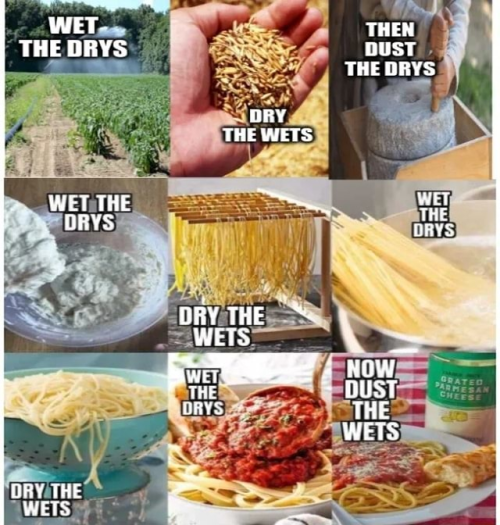 WET
THE DRYS
DRY
THE WETS
THEN
DUST
THE DRYS
WET THE
DRYS
DRY THE
WETS
WET
THE
DRYS
DRY THE
WETS
WET
THE
DRYS
NOW
DUST
THE
WETS
GRATED
PARMESAN
CHEESE